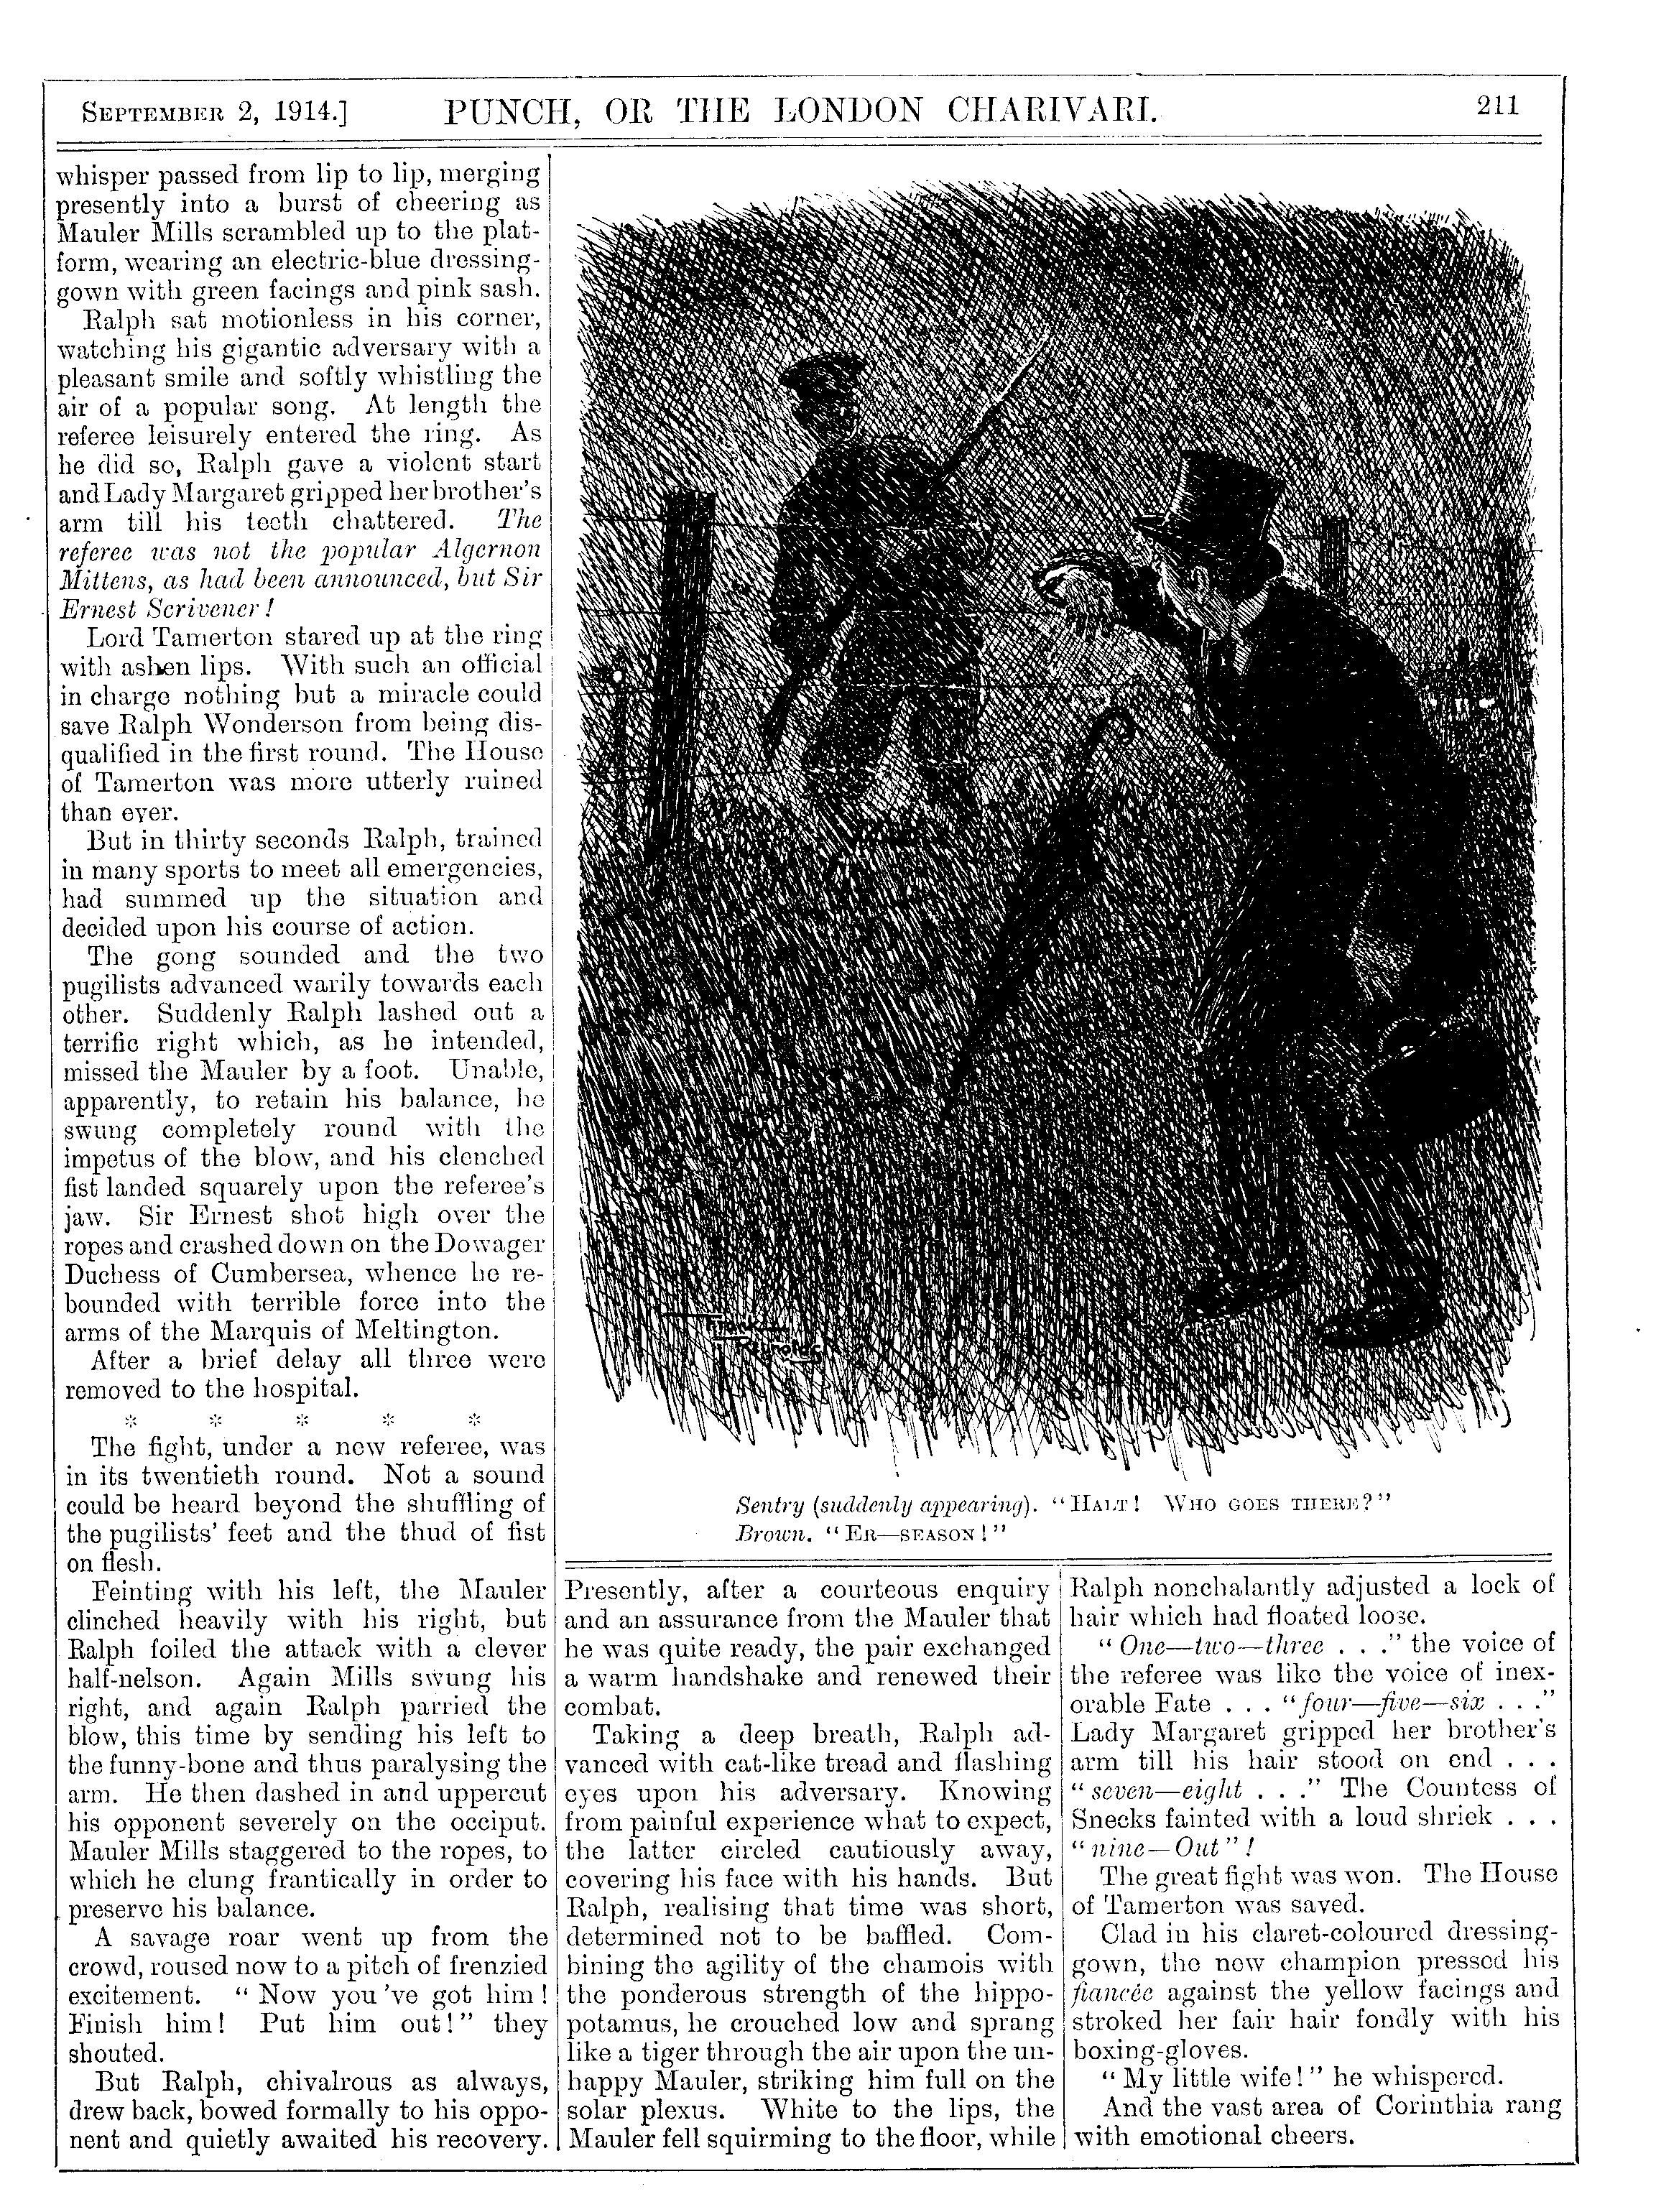 SEPTEMBER 2, 1914.] PUNCH, OR THE LONDON CHARIVARI. 211
whisper passed from lip to lip, merging
presently into a burst of cheering as
Mauler Mills scrambled up to the plat-
form, wearing an electric-blue dressing-
gown with green facings and pink sash.
Ralph sat motionless in his corner,
watching his gigantic adversary with a
pleasant smile and softly whistling the
air of a popular song. At length the
referee leisurely entered the ring. As
he did so, Ralph gave a violent start
and Lady Margaret gripped her brother's
arm till his teeth chattered. The
referee was not the popular Algernon
Mittens, as had been announced, but Sir
Ernest Scrivener!
Lord Tamerton stared up at the ring
with ashen lips. With such an official
in charge nothing but a miracle could
save Ralph Wonderson from being dis-
qualified in the first round. The House
of Tamerton was more utterly ruined
than ever.
But in thirty seconds Ralph, trained
in many sports to meet all emergencies,
had summed up the situation and
decided upon his course of action.
The gong sounded and the two
pugilists advanced warily towards each
other. Suddenly Ralph lashed out a
terrific right which, as he intended,
missed the Mauler by a foot. Unable,
apparently, to retain his balance, he
swung completely round with the
impetus of the blow, and his clenched
fist landed squarely upon the referee's
jaw. Sir Ernest shot high over the
ropes and crashed down on the Dowager
Duchess of Cumbersea, whence he re-
bounded with terrible force into the
arms of the Marquis of Meltington.
After a brief delay all three were
removed to the hospital.
* * * * *
The fight, under a new referee, was
in its twentieth round. Not a sound
could be heard beyond the shuffling of
the pugilists' feet and the thud of fist
on flesh.
Feinting with his left, the Mauler
clinched heavily with his right, but
Ralph foiled the attack with a clever
half-nelson. Again Mills swung his
right, and again Ralph parried the
blow, this time by sending his left to
the funny-bone and thus paralysing the
arm. He then dashed in and uppercut
his opponent severely on the occiput.
Mauler Mills staggered to the ropes, to
which he clung frantically in order to
preserve his balance.
A savage roar went up from the
crowd, roused now to a pitch of frenzied
excitement. "Now you've got him!
Finish him! Put him out!" they
shouted.
But Ralph, chivalrous as always,
drew back, bowed formally to his oppo-
nent and quietly awaited his recovery.
Frank
Reynolds
Sentry (suddenly appearing). "HALT! WHO GOES THERE?"
Brown. "ER—SEASON!"
Presently, after a courteous enquiry
and an assurance from the Mauler that
he was quite ready, the pair exchanged
a warm handshake and renewed their
combat.
Taking a deep breath, Ralph ad-
vanced with cat-like tread and flashing
eyes upon his adversary. Knowing
from painful experience what to expect,
the latter circled cautiously away,
covering his face with his hands. But
Ralph, realising that time was short,
determined not to be baffled. Com-
bining the agility of the chamois with
the ponderous strength of the hippo-
potamus, he crouched low and sprang
like a tiger through the air upon the un-
happy Mauler, striking him full on the
solar plexus. White to the lips, the
Mauler fell squirming to the floor, while
Ralph nonchalantly adjusted a lock of
hair which had floated loose.
"One—two—three . . ." the voice of
the referee was like the voice of inex-
orable Fate . . . "four—five—six . . ."
Lady Margaret gripped her brother's
arm till his hair stood on end . . .
"seven—eight . . ." The Countess of
Snecks fainted with a loud shriek . . .
"nine—Out"!
The great fight was won. The House
of Tamerton was saved.
Clad in his claret-coloured dressing-
gown, the new champion pressed his
fiancée against the yellow facings and
stroked her fair hair fondly with his
boxing-gloves.
"My little wife!" he whispered.
And the vast area of Corinthia rang
with emotional cheers.